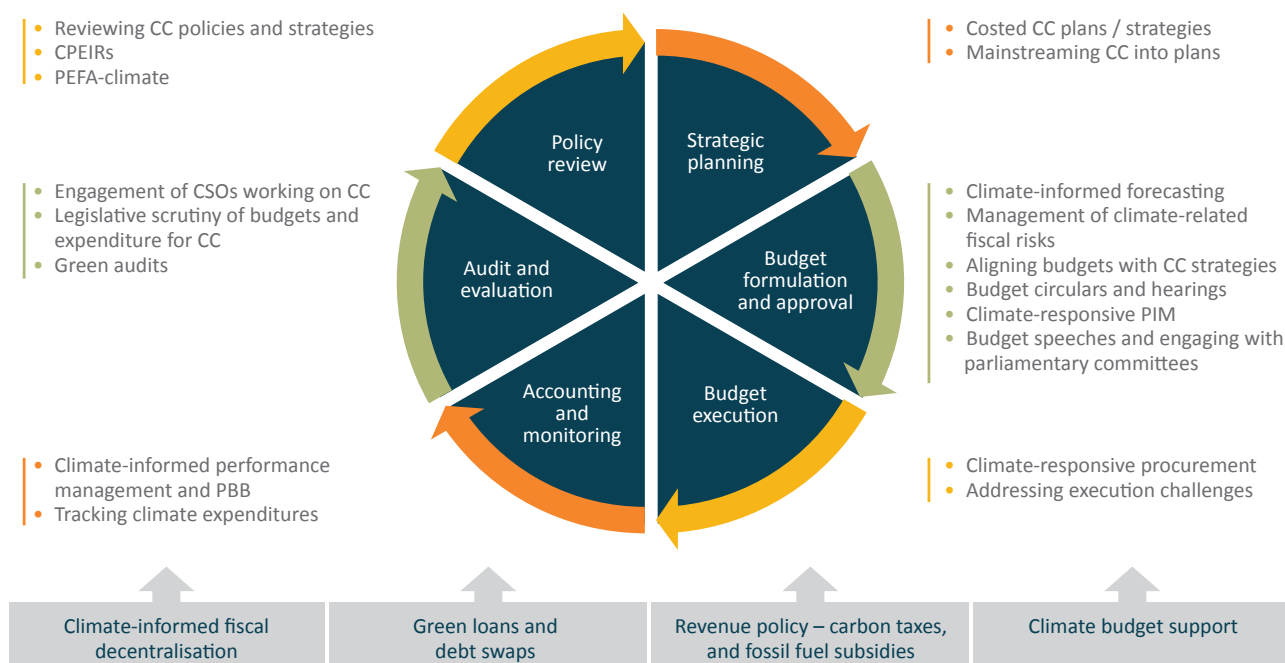 • Reviewing CC policies and strategies
• CPEIRs
• PEFA-climate
• Costed CC plans / strategies
• Mainstreaming CC into plans
Policy
review
Strategic
planning
• Engagement of CSOs working on CC
• Legislative scrutiny of budgets and
expenditure for CC
• Green audits
Audit and
evaluation
Budget
formulation
and approval
• Climate-informed forecasting
• Management of climate-related
fiscal risks
• Aligning budgets with CC strategies
• Budget circulars and hearings
• Climate-responsive PIM
• Budget speeches and engaging with
parliamentary committees
Accounting
and
monitoring
Budget
execution
• Climate-informed performance
management and PBB
• Tracking climate expenditures
• Climate-responsive procurement
• Addressing execution challenges
Climate-informed fiscal
decentralisation
Green loans and
debt swaps
Revenue policy – carbon taxes,
and fossil fuel subsidies
Climate budget support